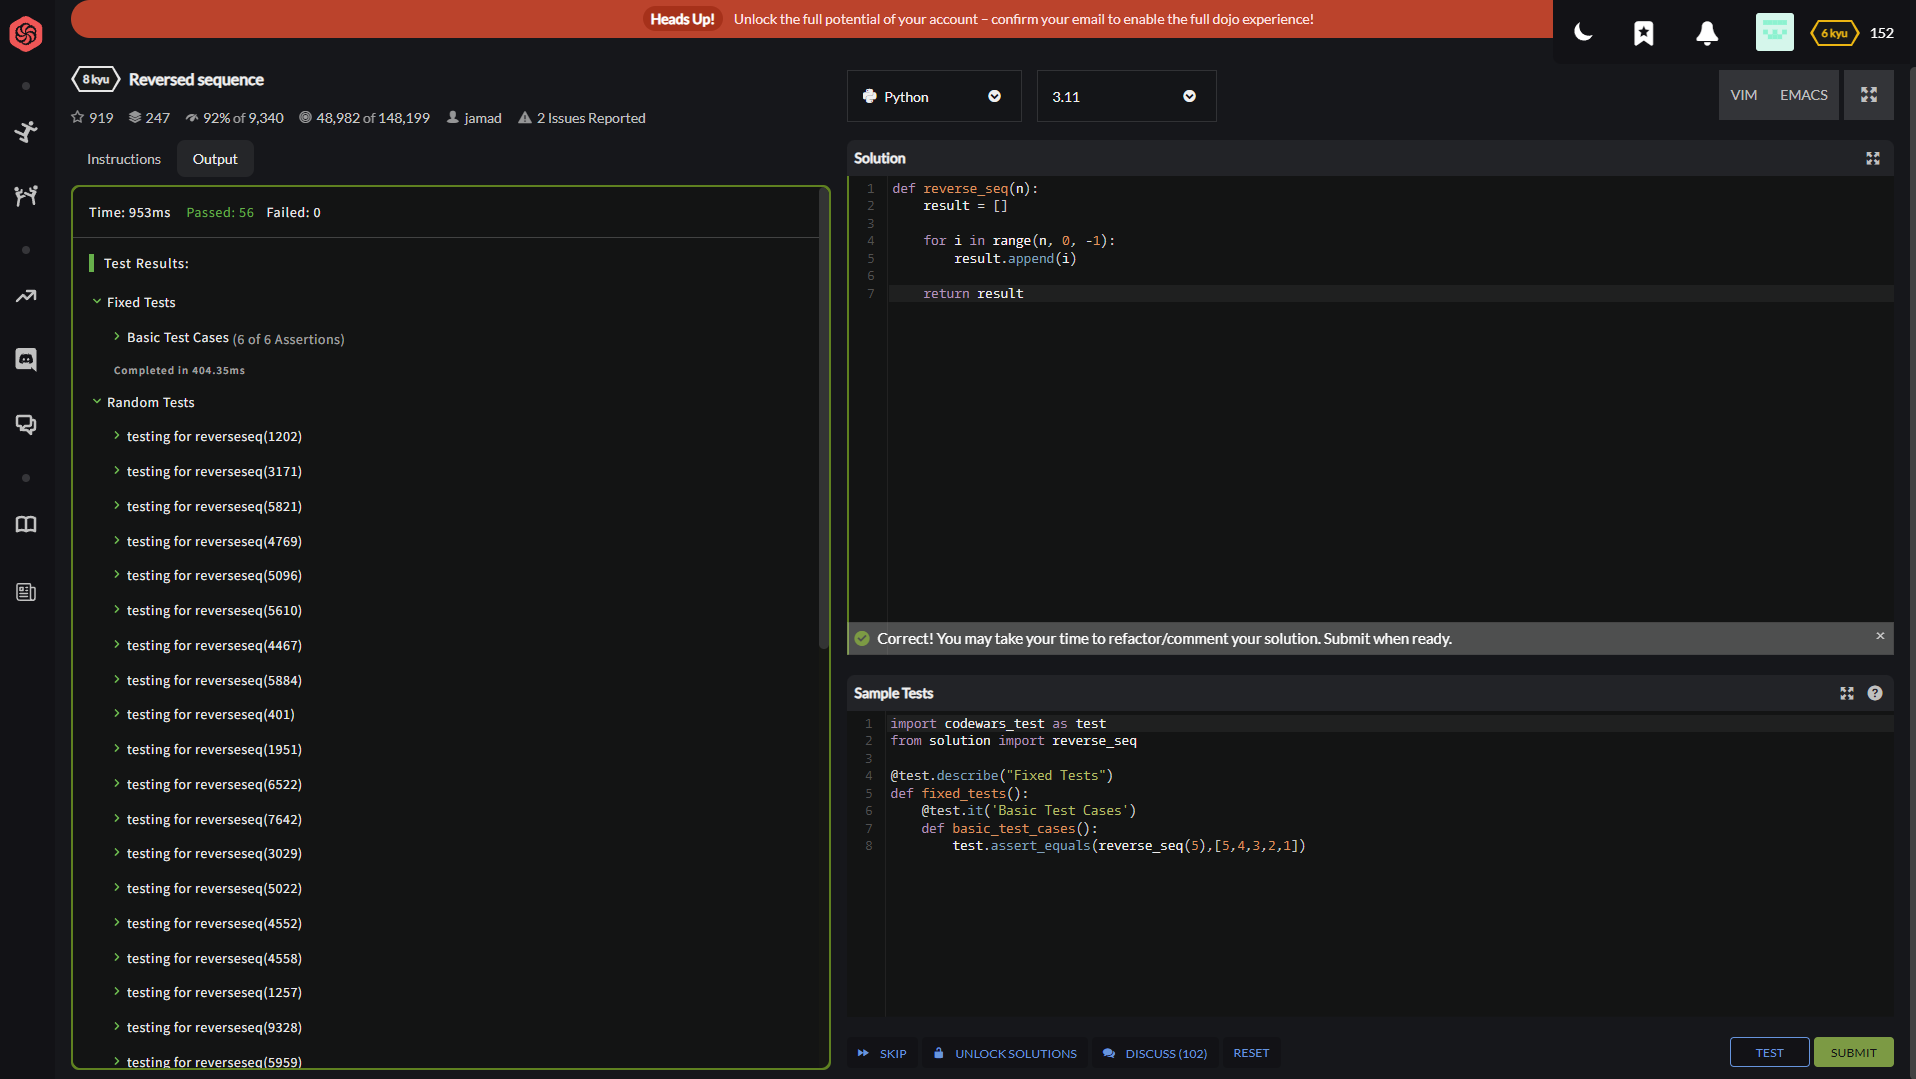 Heads Up! Unlock the full potential of your account – confirm your email to enable the full dojo experience!
6 kyu 152
8 kyu Reversed sequence
919 247 92% of 9,340 48,982 of 148,199 jamad 2 Issues Reported
Instructions Output
Time: 953ms Passed: 56 Failed: 0
Test Results:
Fixed Tests
Basic Test Cases (6 of 6 Assertions)
Completed in 404.35ms
Random Tests
testing for reverseseq(1202)
testing for reverseseq(3171)
testing for reverseseq(5821)
testing for reverseseq(4769)
testing for reverseseq(5096)
testing for reverseseq(5610)
testing for reverseseq(4467)
testing for reverseseq(5884)
testing for reverseseq(401)
testing for reverseseq(1951)
testing for reverseseq(6522)
testing for reverseseq(7642)
testing for reverseseq(3029)
testing for reverseseq(5022)
testing for reverseseq(4552)
testing for reverseseq(4558)
testing for reverseseq(1257)
testing for reverseseq(9328)
testing for reverseseq(5959)
Python 3.11 VIM EMACS
Solution
1 def reverse_seq(n):
2 result = []
3
4 for i in range(n, 0, -1):
5 result.append(i)
6
7 return result
Correct! You may take your time to refactor/comment your solution. Submit when ready. ×
Sample Tests ?
1 import codewars_test as test
2 from solution import reverse_seq
3
4 @test.describe("Fixed Tests")
5 def fixed_tests():
6 @test.it('Basic Test Cases')
7 def basic_test_cases():
8 test.assert_equals(reverse_seq(5),[5,4,3,2,1])
SKIP UNLOCK SOLUTIONS DISCUSS (102) RESET TEST SUBMIT